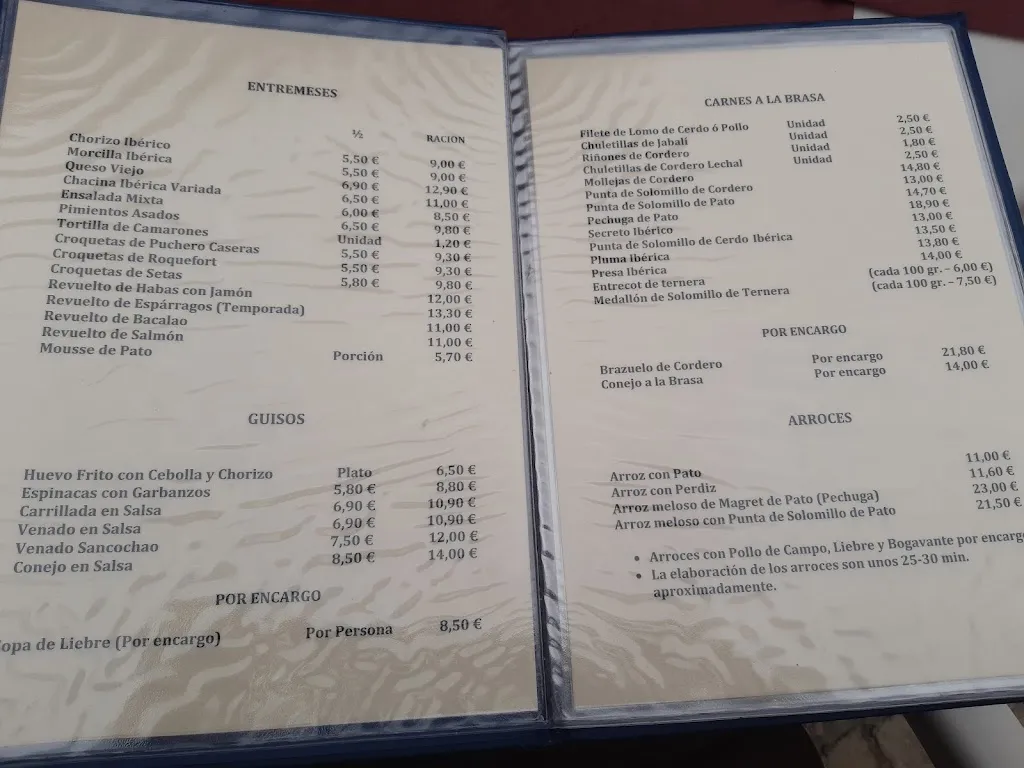 ENTREMESES
½ RACION
Chorizo Ibérico 5,50 € 9,00 €
Morcilla Ibérica 5,50 € 9,00 €
Queso Viejo 6,90 € 12,90 €
Chacina Ibérica Variada 6,50 € 11,00 €
Ensalada Mixta 6,00 € 8,50 €
Pimientos Asados 6,50 € 9,80 €
Tortilla de Camarones Unidad 1,20 €
Croquetas de Puchero Caseras 5,50 € 9,30 €
Croquetas de Roquefort 5,50 € 9,30 €
Croquetas de Setas 5,80 € 9,80 €
Revuelto de Habas con Jamón 12,00 €
Revuelto de Espárragos (Temporada) 13,30 €
Revuelto de Bacalao 11,00 €
Revuelto de Salmón 11,00 €
Mousse de Pato Porción 5,70 €
GUISOS
Huevo Frito con Cebolla y Chorizo Plato 6,50 €
Espinacas con Garbanzos 5,80 € 8,80 €
Carrillada en Salsa 6,90 € 10,90 €
Venado en Salsa 6,90 € 10,90 €
Venado Sancochao 7,50 € 12,00 €
Conejo en Salsa 8,50 € 14,00 €
POR ENCARGO
opa de Liebre (Por encargo) Por Persona 8,50 €
CARNES A LA BRASA
Filete de Lomo de Cerdo ó Pollo Unidad 2,50 €
Chuletillas de Jabalí Unidad 2,50 €
Riñones de Cordero Unidad 1,80 €
Chuletillas de Cordero Lechal Unidad 2,50 €
Mollejas de Cordero 14,80 €
Punta de Solomillo de Cordero 13,00 €
Punta de Solomillo de Pato 14,70 €
Pechuga de Pato 18,90 €
Secreto Ibérico 13,00 €
Punta de Solomillo de Cerdo Ibérica 13,50 €
Pluma ibérica 13,80 €
Presa Ibérica 14,00 €
Entrecot de ternera (cada 100 gr. – 6,00 €)
Medallón de Solomillo de Ternera (cada 100 gr. – 7,50 €)
POR ENCARGO
Brazuelo de Cordero Por encargo 21,80 €
Conejo a la Brasa Por encargo 14,00 €
ARROCES
Arroz con Pato 11,00 €
Arroz con Perdiz 11,60 €
Arroz meloso de Magret de Pato (Pechuga) 23,00 €
Arroz meloso con Punta de Solomillo de Pato 21,50 €
• Arroces con Pollo de Campo, Liebre y Bogavante por encargo
• La elaboración de los arroces son unos 25-30 min.
aproximadamente.